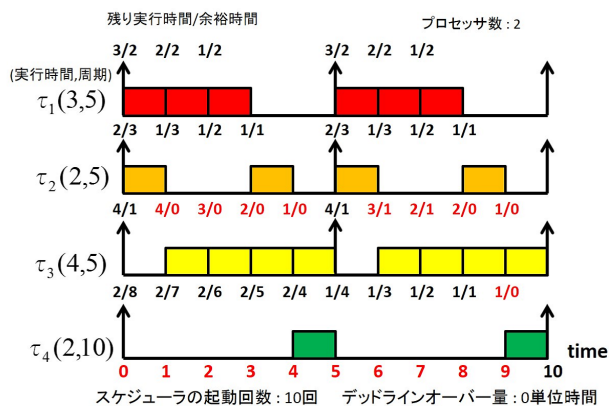 残り実行時間/余裕時間
プロセッサ数：2
3/2 2/2 1/2 3/2 2/2 1/2
(実行時間,周期)
τ1(3,5)
2/3 1/3 1/2 1/1 2/3 1/3 1/2 1/1
τ2(2,5)
4/1 4/0 3/0 2/0 1/0 4/1 3/1 2/1 2/0 1/0
τ3(4,5)
2/8 2/7 2/6 2/5 2/4 1/4 1/3 1/2 1/1 1/0
τ4(2,10)
time
0 1 2 3 4 5 6 7 8 9 10
スケジューラの起動回数：10回 デッドラインオーバー量：0単位時間